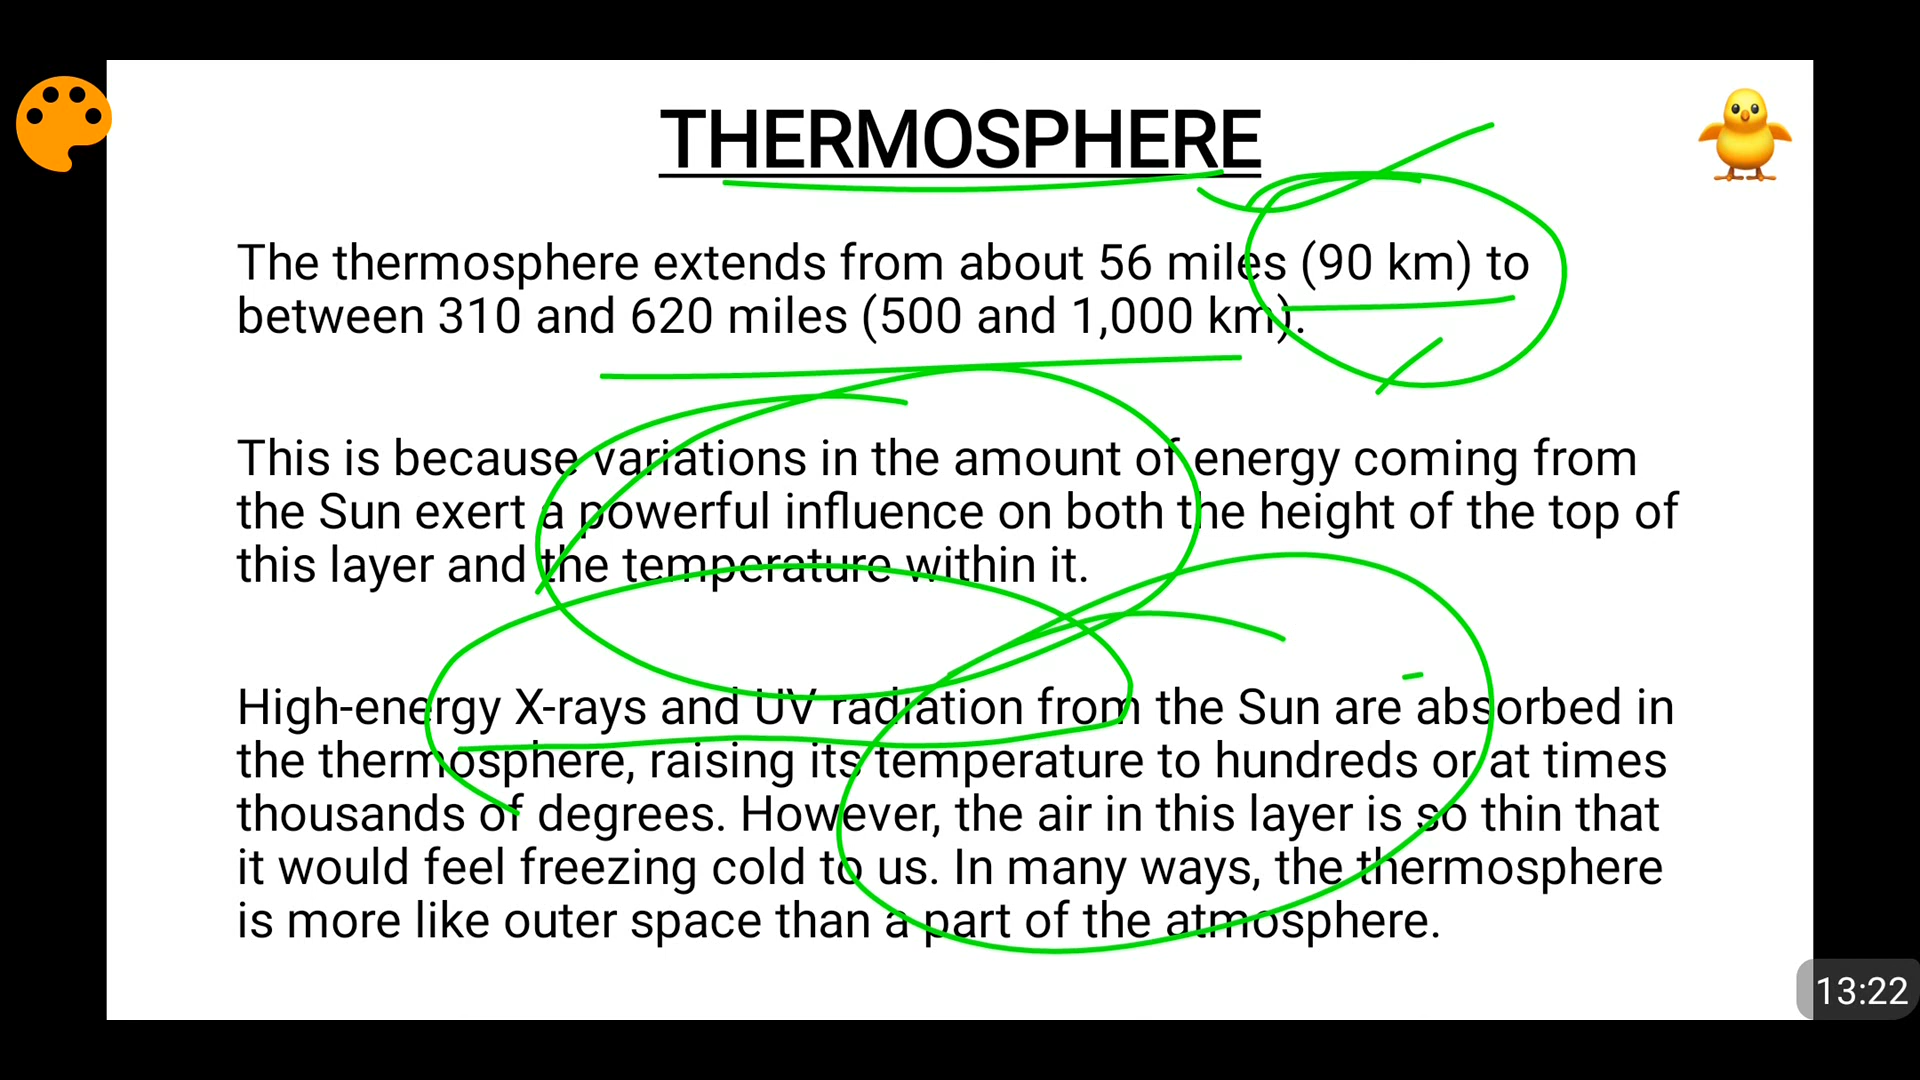 THERMOSPHERE
The thermosphere extends from about 56 miles (90 km) to
between 310 and 620 miles (500 and 1,000 km).
This is because variations in the amount of energy coming from
the Sun exert a powerful influence on both the height of the top of
this layer and the temperature within it.
High-energy X-rays and UV radiation from the Sun are absorbed in
the thermosphere, raising its temperature to hundreds or at times
thousands of degrees. However, the air in this layer is so thin that
it would feel freezing cold to us. In many ways, the thermosphere
is more like outer space than a part of the atmosphere.
13:22